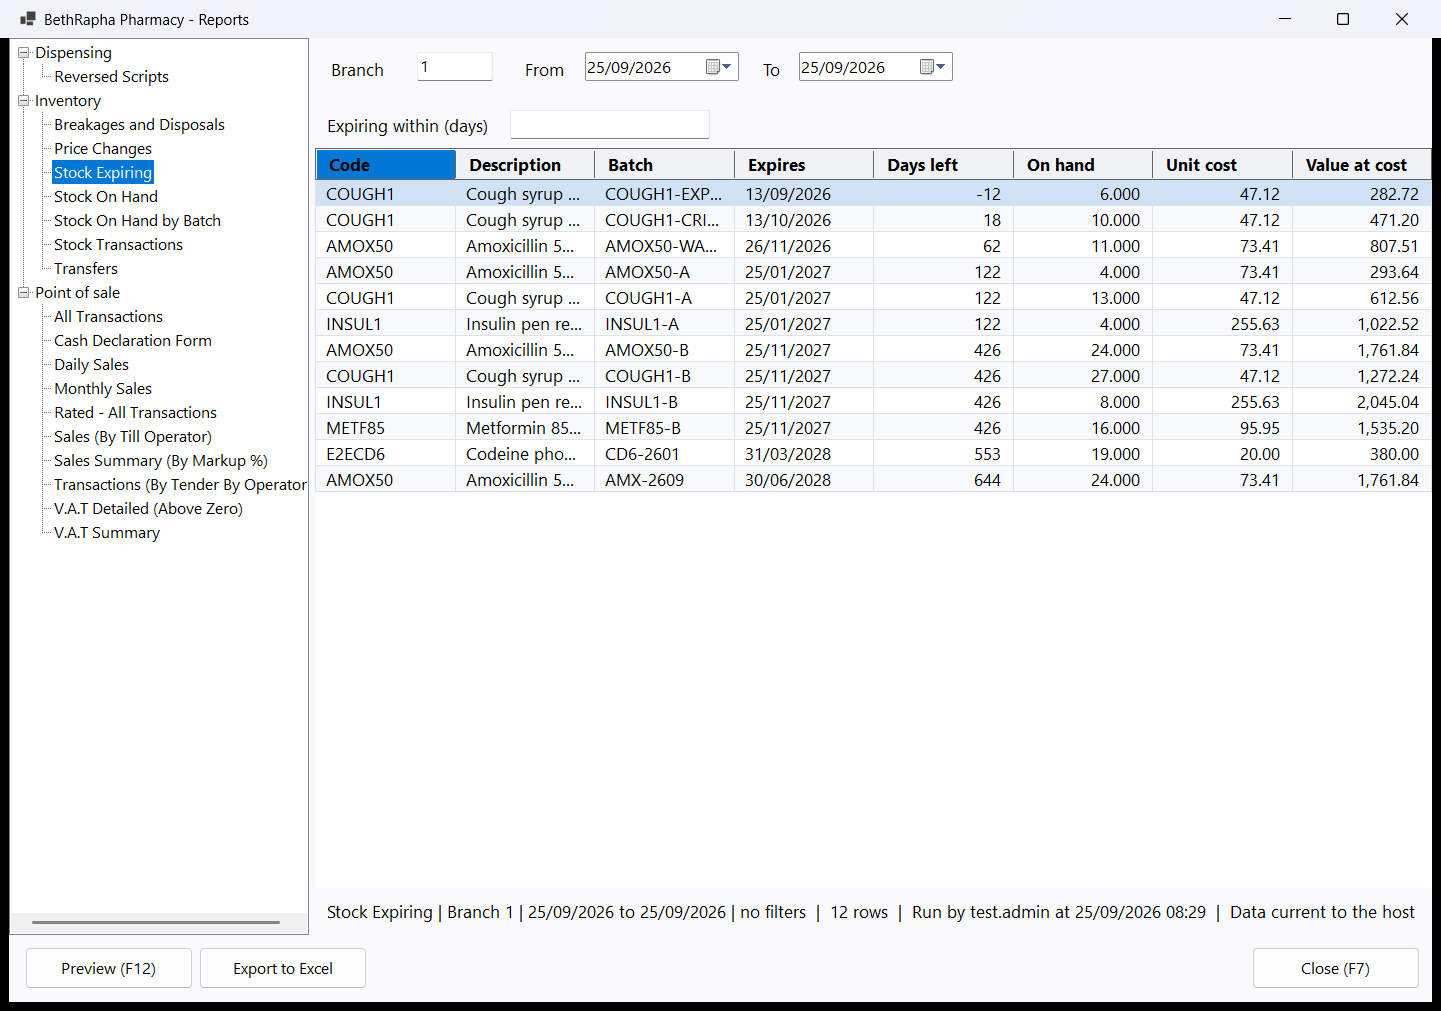 BethRapha Pharmacy - Reports
Dispensing
Reversed Scripts
Inventory
Breakages and Disposals
Price Changes
Stock Expiring
Stock On Hand
Stock On Hand by Batch
Stock Transactions
Transfers
Point of sale
All Transactions
Cash Declaration Form
Daily Sales
Monthly Sales
Rated - All Transactions
Sales (By Till Operator)
Sales Summary (By Markup %)
Transactions (By Tender By Operator
V.A.T Detailed (Above Zero)
V.A.T Summary
Branch 1 From 25/09/2026 To 25/09/2026
Expiring within (days)
Code Description Batch Expires Days left On hand Unit cost Value at cost
COUGH1 Cough syrup ... COUGH1-EXP... 13/09/2026 -12 6.000 47.12 282.72
COUGH1 Cough syrup ... COUGH1-CRI... 13/10/2026 18 10.000 47.12 471.20
AMOX50 Amoxicillin 5... AMOX50-WA... 26/11/2026 62 11.000 73.41 807.51
AMOX50 Amoxicillin 5... AMOX50-A 25/01/2027 122 4.000 73.41 293.64
COUGH1 Cough syrup ... COUGH1-A 25/01/2027 122 13.000 47.12 612.56
INSUL1 Insulin pen re... INSUL1-A 25/01/2027 122 4.000 255.63 1,022.52
AMOX50 Amoxicillin 5... AMOX50-B 25/11/2027 426 24.000 73.41 1,761.84
COUGH1 Cough syrup ... COUGH1-B 25/11/2027 426 27.000 47.12 1,272.24
INSUL1 Insulin pen re... INSUL1-B 25/11/2027 426 8.000 255.63 2,045.04
METF85 Metformin 85... METF85-B 25/11/2027 426 16.000 95.95 1,535.20
E2ECD6 Codeine pho... CD6-2601 31/03/2028 553 19.000 20.00 380.00
AMOX50 Amoxicillin 5... AMX-2609 30/06/2028 644 24.000 73.41 1,761.84
Stock Expiring | Branch 1 | 25/09/2026 to 25/09/2026 | no filters | 12 rows | Run by test.admin at 25/09/2026 08:29 | Data current to the host
Preview (F12) Export to Excel Close (F7)